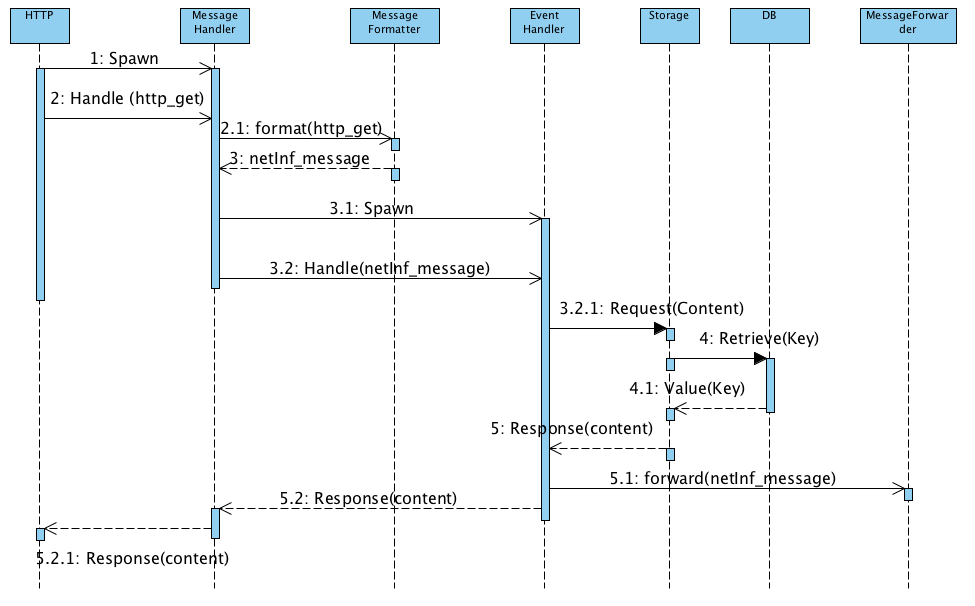 HTTP
Message
Handler
Message
Formatter
Event
Handler
Storage
DB
MessageForwar
der
1: Spawn
2: Handle (http_get)
2.1: format(http_get)
3: netInf_message
3.1: Spawn
3.2: Handle(netInf_message)
3.2.1: Request(Content)
4: Retrieve(Key)
4.1: Value(Key)
5: Response(content)
5.1: forward(netInf_message)
5.2: Response(content)
5.2.1: Response(content)